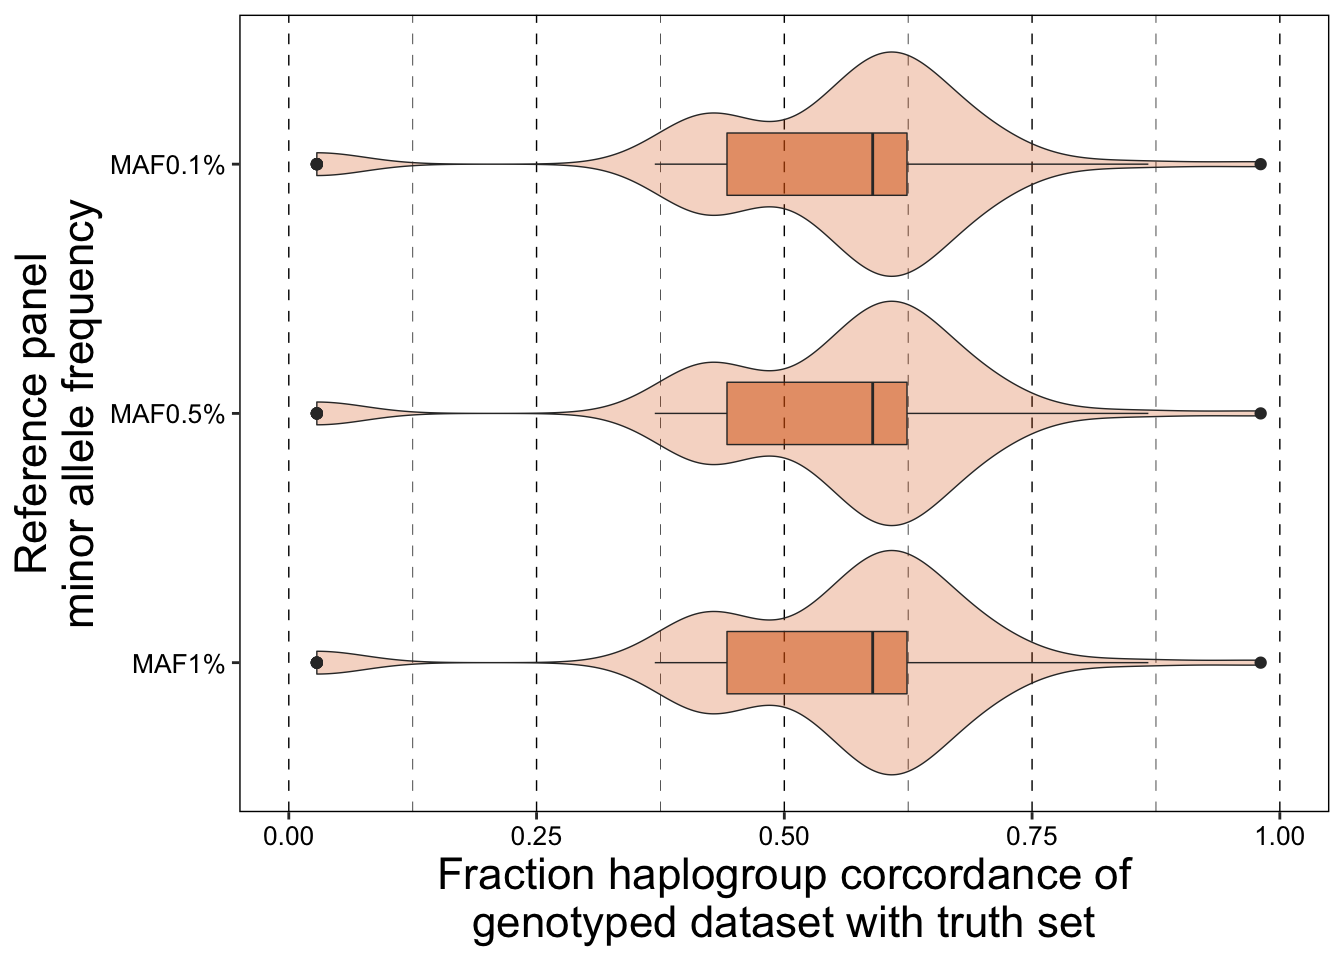 Reference panel
minor allele frequency
MAF0.1%
MAF0.5%
MAF1%
0.00 0.25 0.50 0.75 1.00
Fraction haplogroup corcordance of
genotyped dataset with truth set